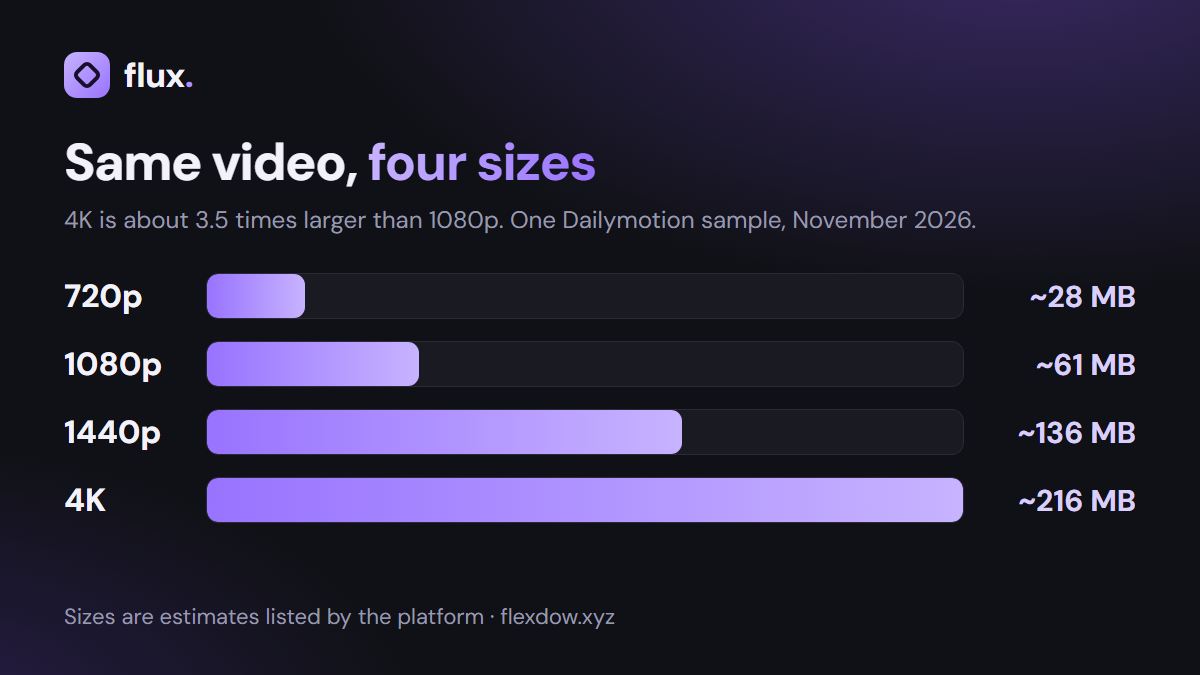 flux.
Same video, four sizes
4K is about 3.5 times larger than 1080p. One Dailymotion sample, November 2026.
720p ~28 MB
1080p ~61 MB
1440p ~136 MB
4K ~216 MB
Sizes are estimates listed by the platform · flexdow.xyz